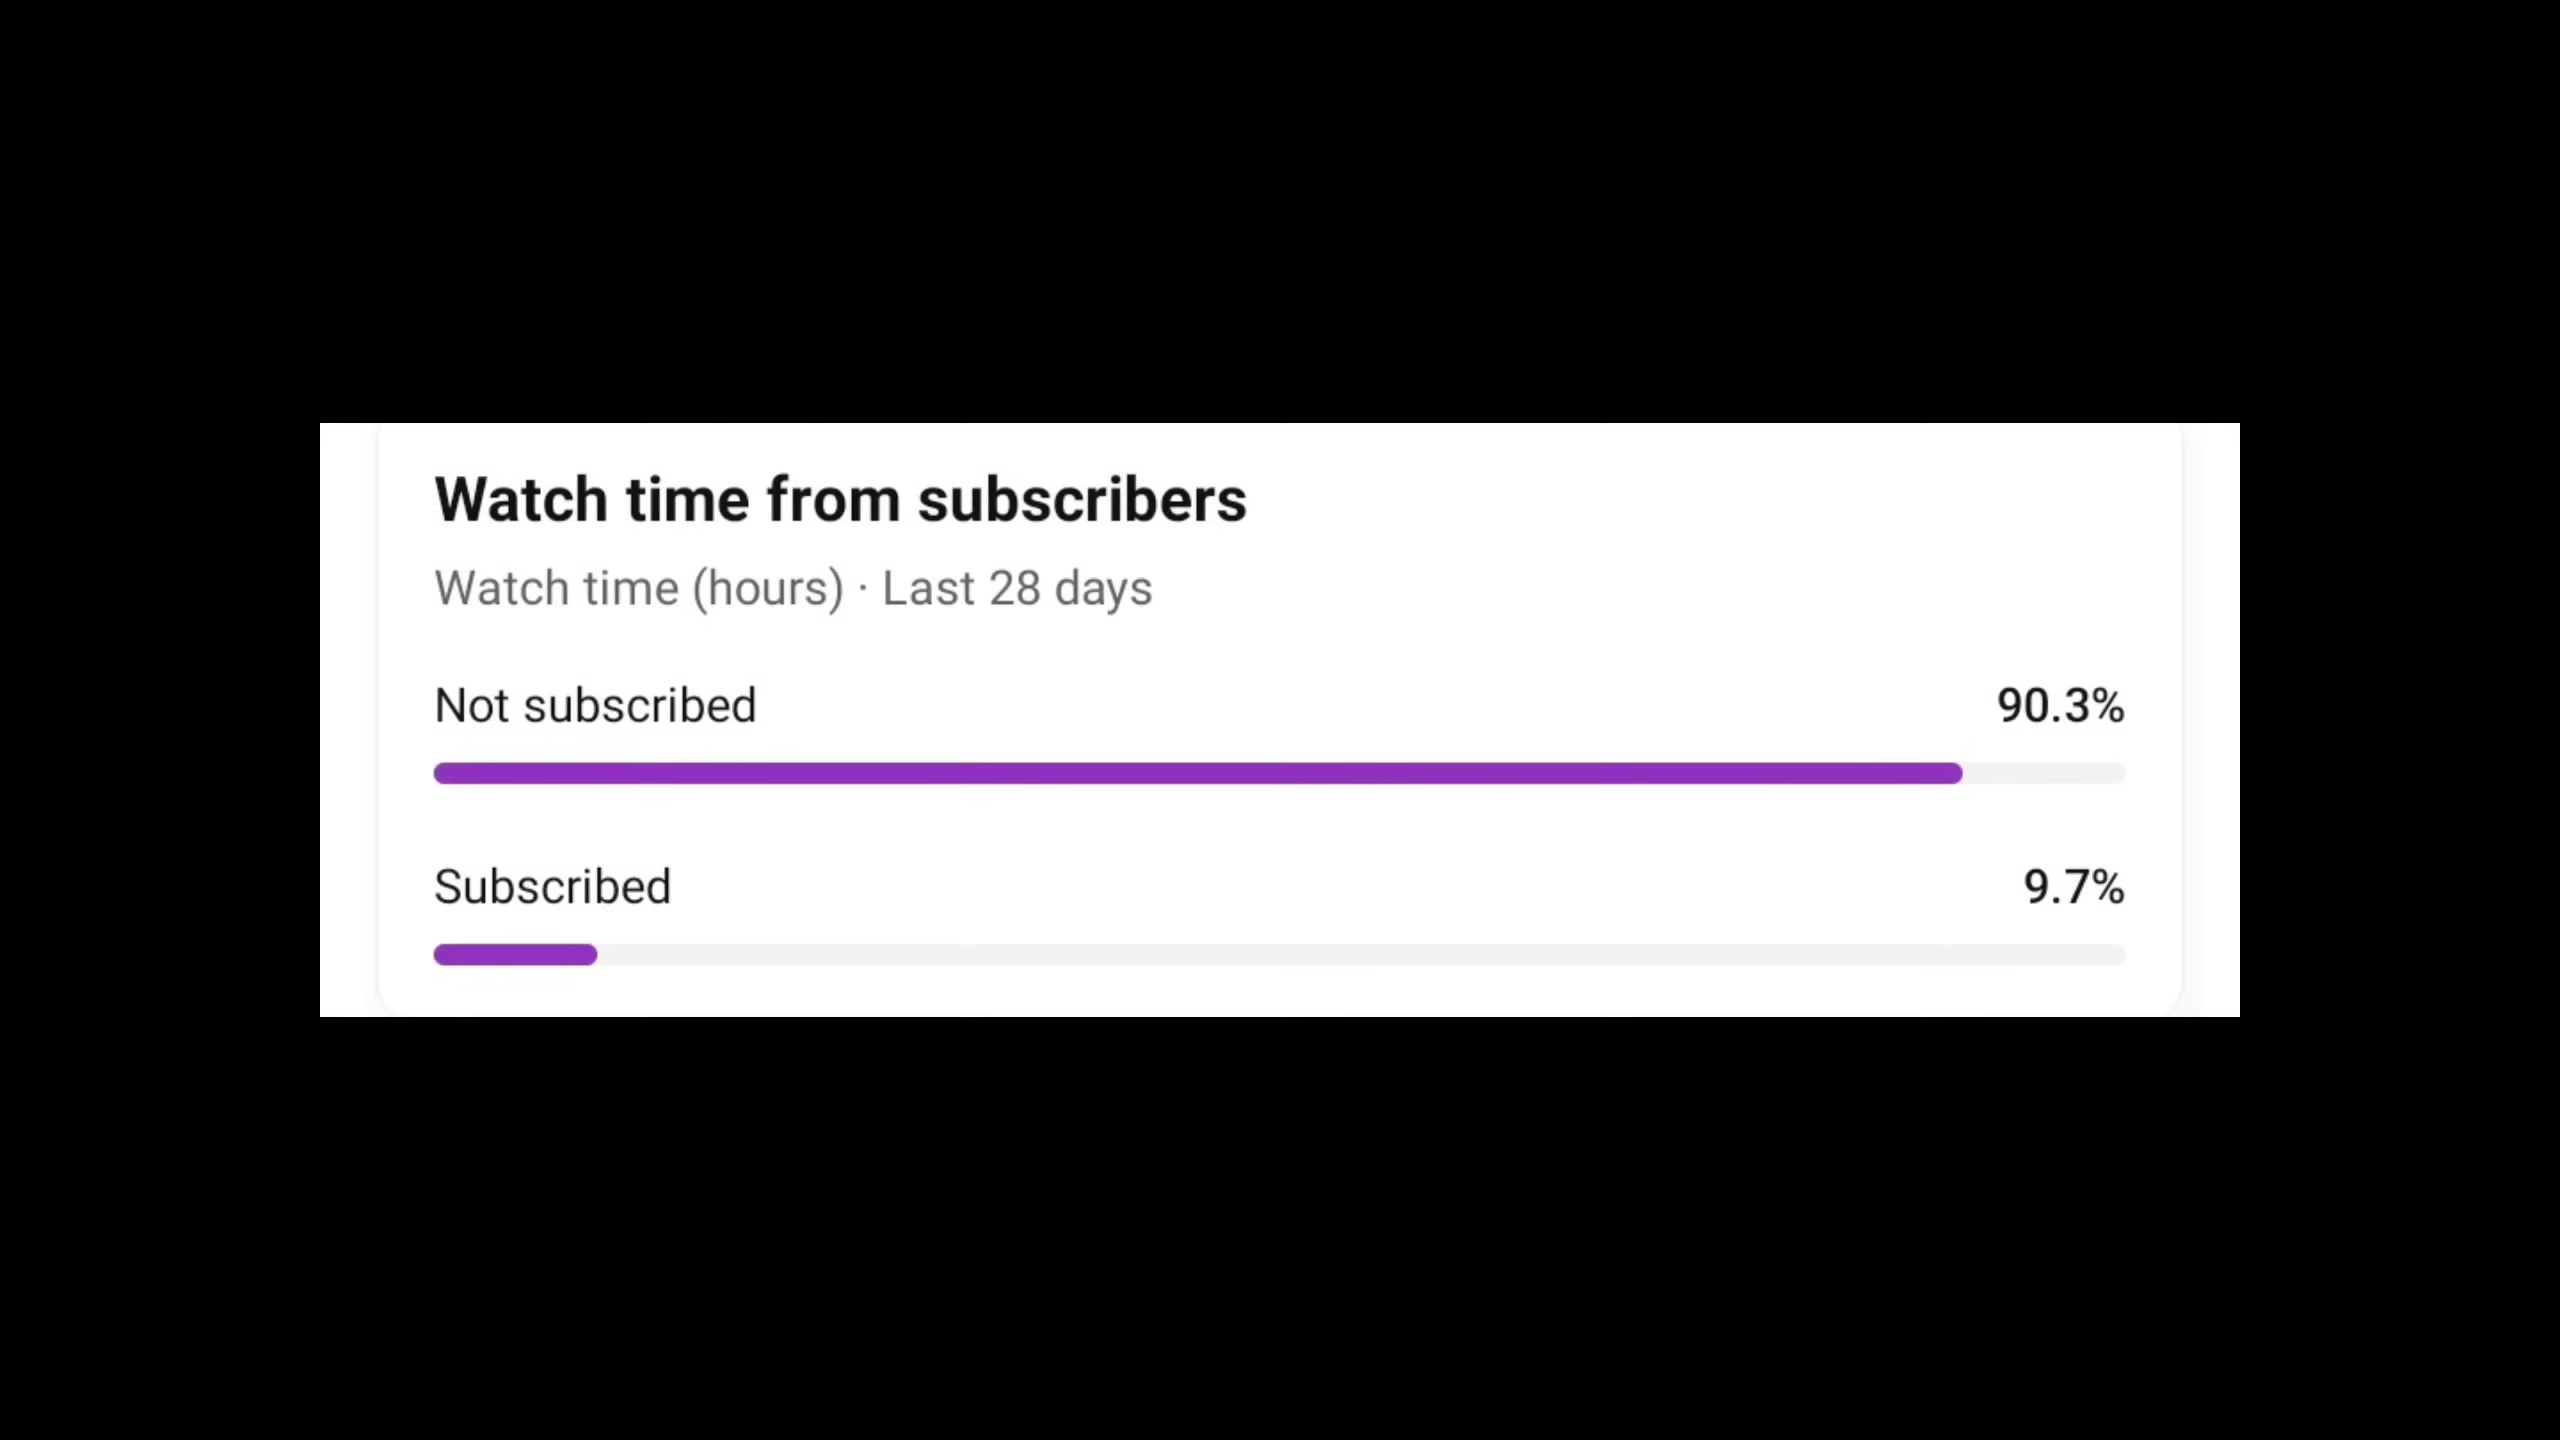 Watch time from subscribers
Watch time (hours) · Last 28 days
Not subscribed 90.3%
Subscribed 9.7%